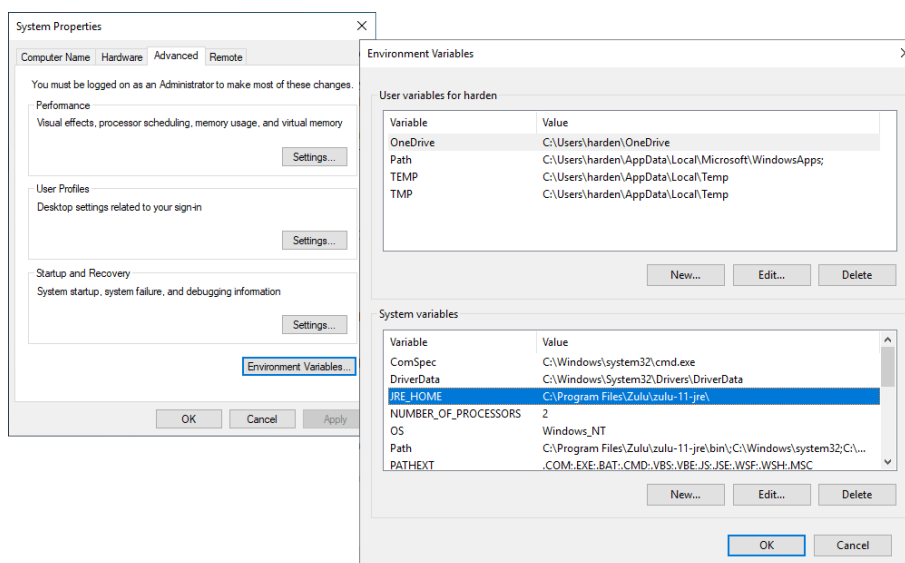 System Properties
Computer Name Hardware Advanced Remote
You must be logged on as an Administrator to make most of these changes.
Performance
Visual effects, processor scheduling, memory usage, and virtual memory
Settings...
User Profiles
Desktop settings related to your sign-in
Settings...
Startup and Recovery
System startup, system failure, and debugging information
Settings...
Environment Variables...
OK Cancel Apply
Environment Variables
User variables for harden
Variable Value
OneDrive C:\Users\harden\OneDrive
Path C:\Users\harden\AppData\Local\Microsoft\WindowsApps;
TEMP C:\Users\harden\AppData\Local\Temp
TMP C:\Users\harden\AppData\Local\Temp
New... Edit... Delete
System variables
Variable Value
ComSpec C:\Windows\system32\cmd.exe
DriverData C:\Windows\System32\Drivers\DriverData
JRE_HOME C:\Program Files\Zulu\zulu-11-jre\
NUMBER_OF_PROCESSORS 2
OS Windows_NT
Path C:\Program Files\Zulu\zulu-11-jre\bin\;C:\Windows\system32;C:\...
PATHEXT .COM;.EXE;.BAT;.CMD;.VBS;.VBE;.JS;.JSE;.WSF;.WSH;.MSC
New... Edit... Delete
OK Cancel